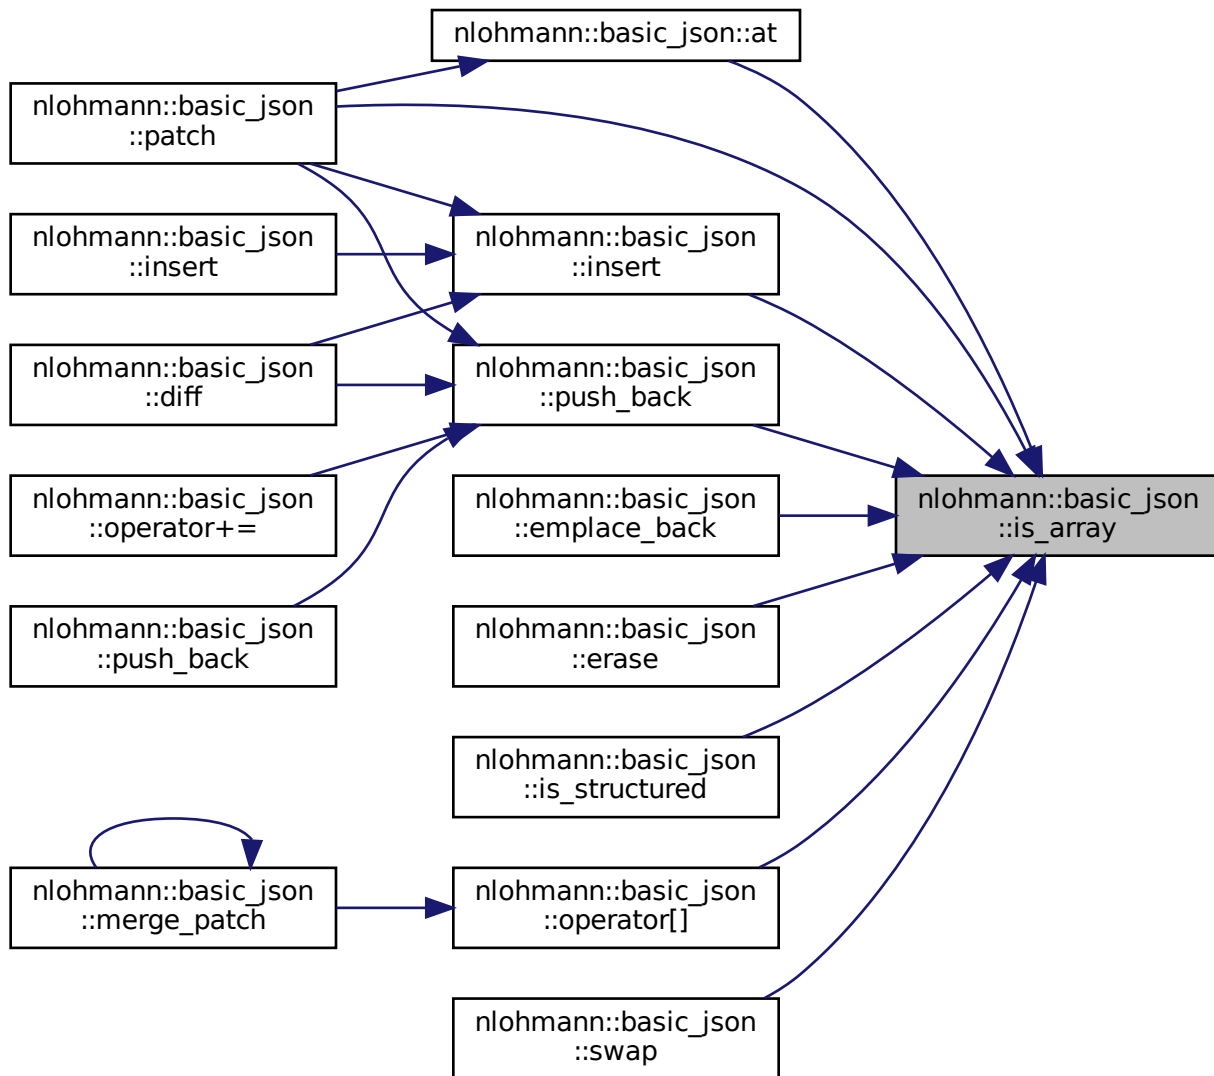 nlohmann::basic_json::at
nlohmann::basic_json
::patch
nlohmann::basic_json
::insert
nlohmann::basic_json
::insert
nlohmann::basic_json
::diff
nlohmann::basic_json
::push_back
nlohmann::basic_json
::operator+=
nlohmann::basic_json
::emplace_back
nlohmann::basic_json
::is_array
nlohmann::basic_json
::push_back
nlohmann::basic_json
::erase
nlohmann::basic_json
::is_structured
nlohmann::basic_json
::merge_patch
nlohmann::basic_json
::operator[]
nlohmann::basic_json
::swap